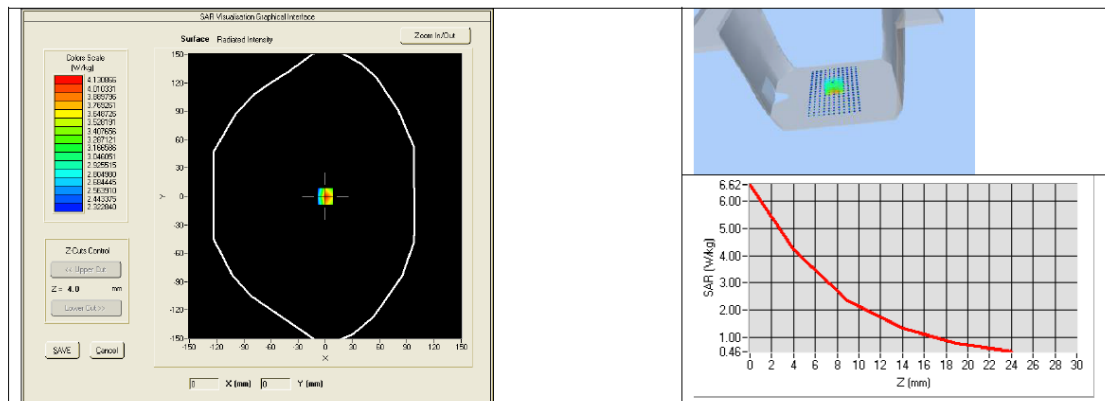 SAR Visualisation Graphical Interface
Surface Radiated Intensity
Zoom In/Out
Colors Scale
(W/kg)
4.130866
4.010331
3.889796
3.769261
3.648726
3.528191
3.407656
3.287121
3.166586
3.046051
2.925515
2.804980
2.684445
2.563910
2.443375
2.322840
150-
120-
90-
60-
30-
0-
-30-
-60-
-90-
-120-
-150-
Y
-150 -120 -90 -60 -30 0 30 60 90 120 150
X
Z-Cuts Control
<< Upper Cut
Z = 4.0 mm
Lower Cut >>
SAVE Cancel
0 X (mm) 0 Y (mm)
6.62-
6.00-
5.00-
4.00-
3.00-
2.00-
1.00-
0.46-
SAR (W/kg)
0 2 4 6 8 10 12 14 16 18 20 22 24 26 28 30
Z (mm)